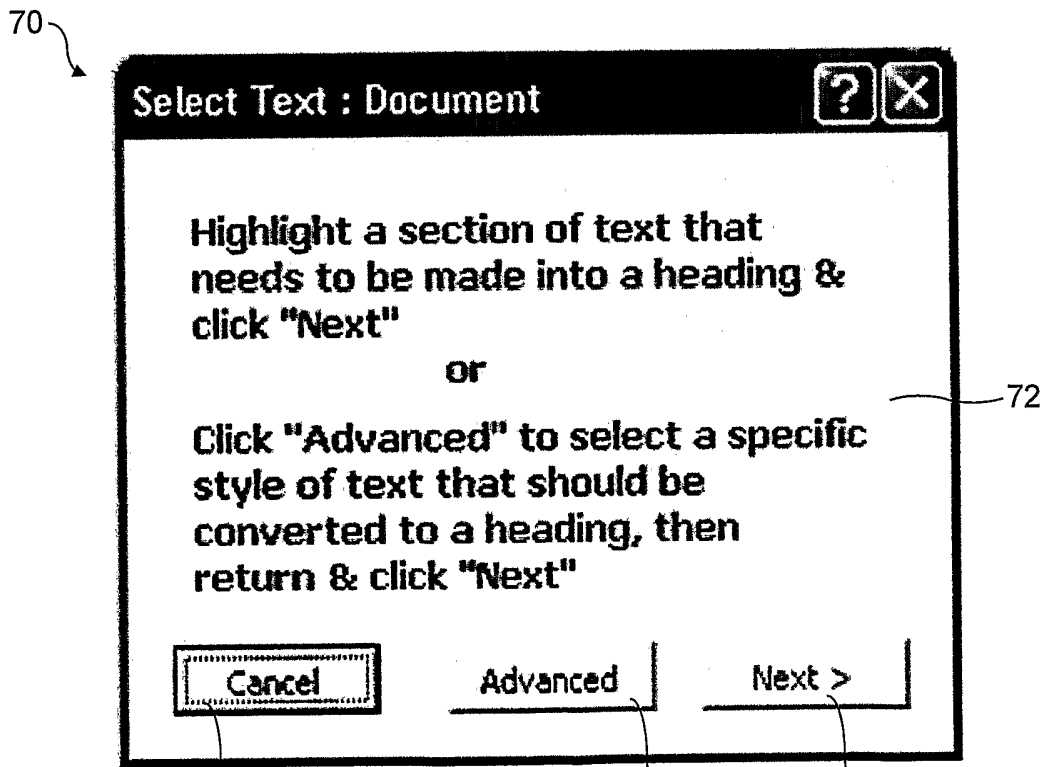 70
Select Text : Document
? X
Highlight a section of text that
needs to be made into a heading &
click "Next"
or
72
Click "Advanced" to select a specific
style of text that should be
converted to a heading, then
return & click "Next"
Cancel Advanced Next >